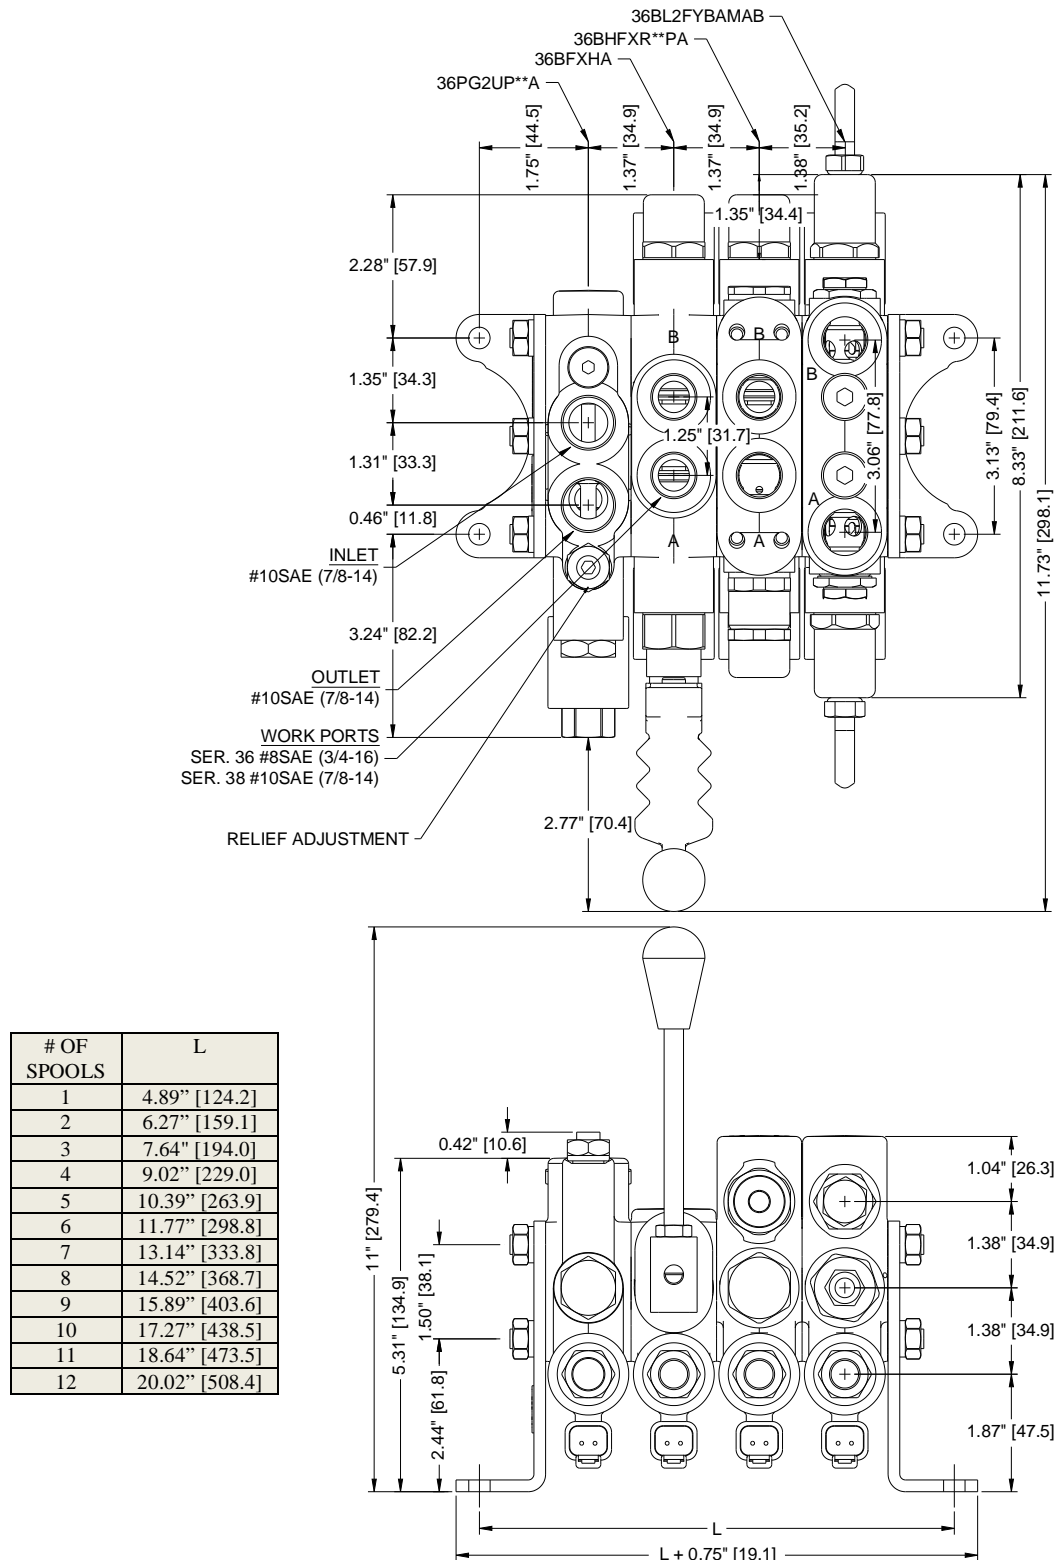 36BL2FYBAMAB
36BHFXR**PA
36BFXHA
36PG2UP**A
1.75" [44.5]
1.37" [34.9]
1.37" [34.9]
1.38" [35.2]
1.35" [34.4]
2.28" [57.9]
1.35" [34.3]
1.31" [33.3]
0.46" [11.8]
B
B
B
1.25" [31.7]
3.06" [77.8]
3.13" [79.4]
8.33" [211.6]
11.73" [298.1]
A
A
A
INLET
#10SAE (7/8-14)
3.24" [82.2]
OUTLET
#10SAE (7/8-14)
WORK PORTS
SER. 36 #8SAE (3/4-16)
SER. 38 #10SAE (7/8-14)
RELIEF ADJUSTMENT
2.77" [70.4]
# OF SPOOLS L
1 4.89” [124.2]
2 6.27” [159.1]
3 7.64" [194.0]
4 9.02” [229.0]
5 10.39” [263.9]
6 11.77” [298.8]
7 13.14” [333.8]
8 14.52” [368.7]
9 15.89” [403.6]
10 17.27” [438.5]
11 18.64” [473.5]
12 20.02” [508.4]
0.42" [10.6]
11" [279.4]
5.31" [134.9]
1.50" [38.1]
2.44" [61.8]
1.04" [26.3]
1.38" [34.9]
1.38" [34.9]
1.87" [47.5]
L
L + 0.75" [19.1]